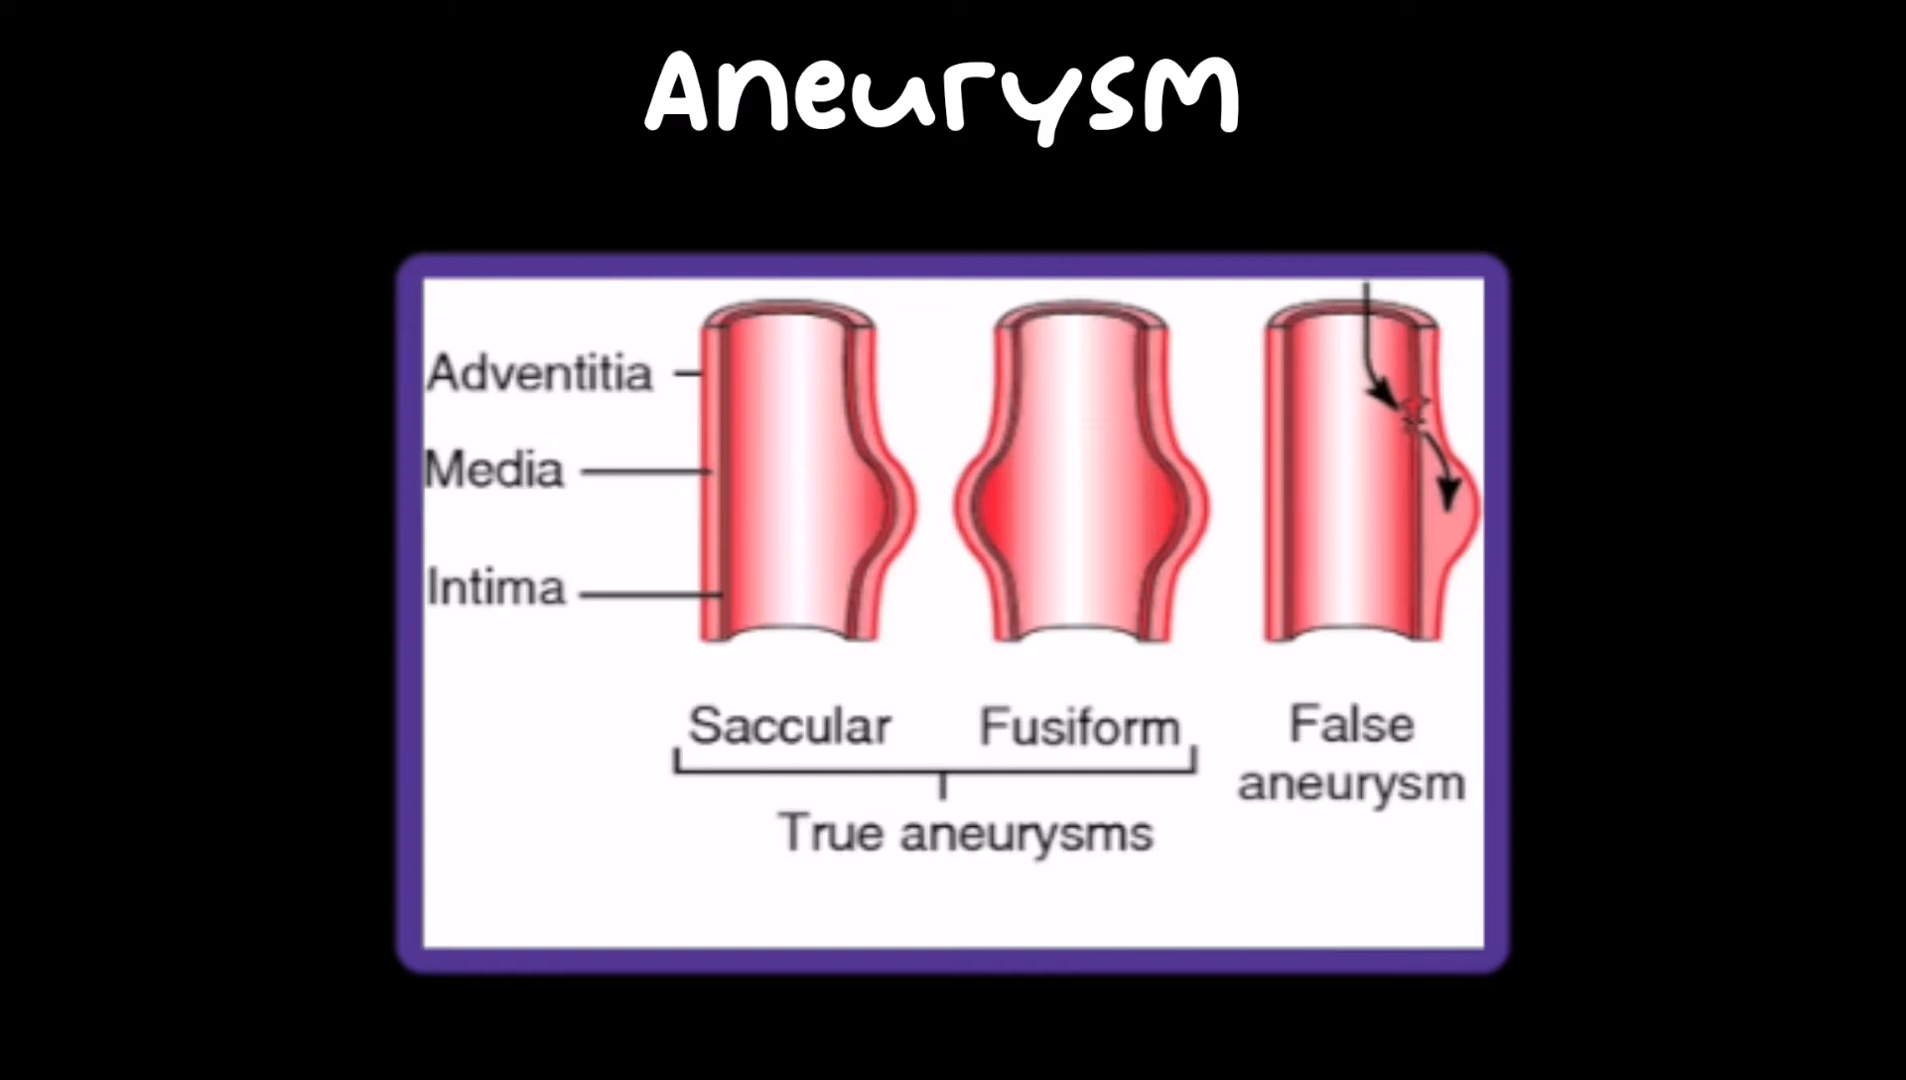 Aneurysm
Adventitia
Media
Intima
Saccular
Fusiform
False
aneurysm
True aneurysms